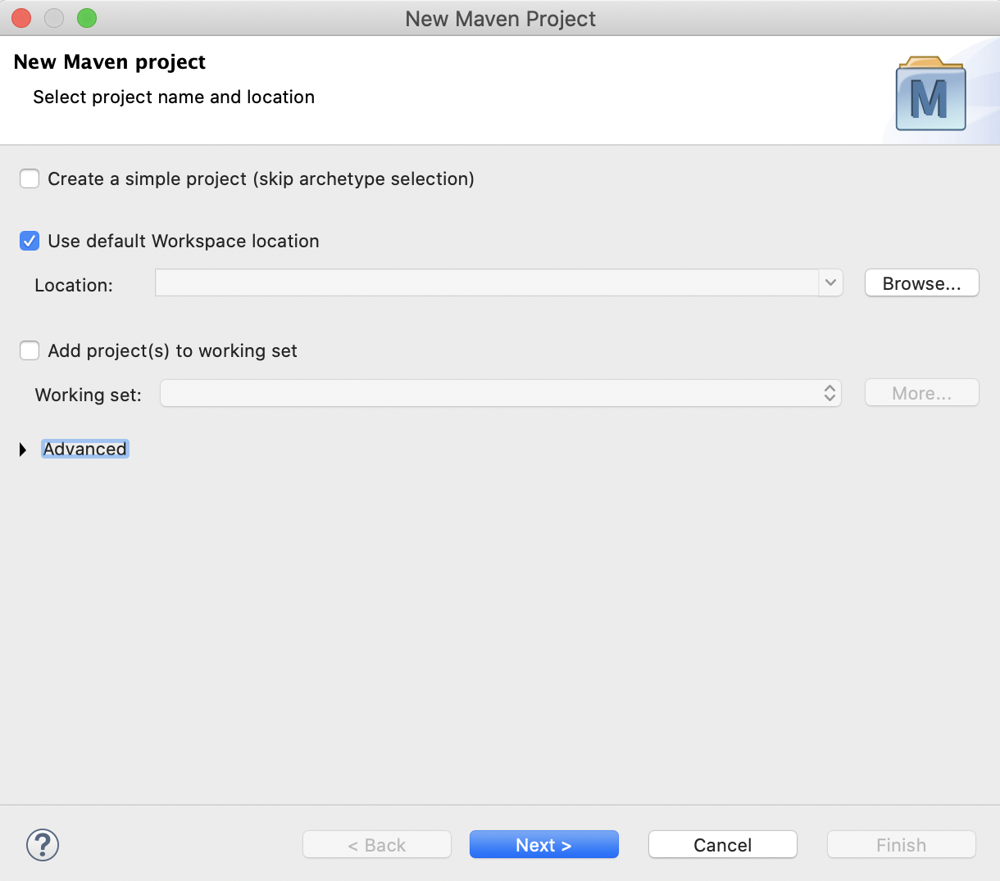 New Maven Project
New Maven project
Select project name and location
M
Create a simple project (skip archetype selection)
Use default Workspace location
Location:
Browse...
Add project(s) to working set
Working set:
More...
Advanced
?
< Back
Next >
Cancel
Finish